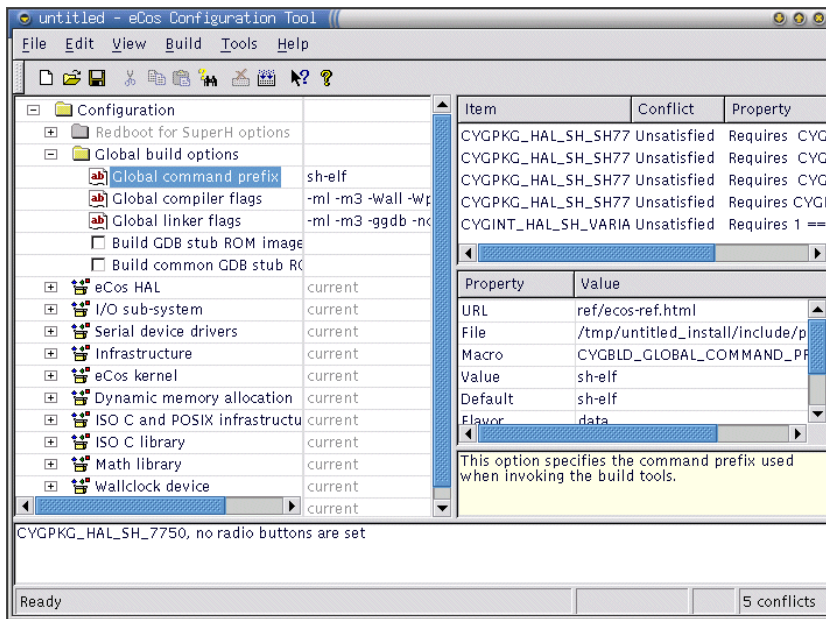 untitled - eCos Configuration Tool
File Edit View Build Tools Help
Configuration
Redboot for SuperH options
Global build options
Global command prefix sh-elf
Global compiler flags -ml -m3 -Wall -Wp
Global linker flags -ml -m3 -ggdb -no
Build GDB stub ROM image
Build common GDB stub RO
eCos HAL current
I/O sub-system current
Serial device drivers current
Infrastructure current
eCos kernel current
Dynamic memory allocation current
ISO C and POSIX infrastructu current
ISO C library current
Math library current
Wallclock device current
current
Item Conflict Property
CYGPKG_HAL_SH_SH77 Unsatisfied Requires CYG
CYGPKG_HAL_SH_SH77 Unsatisfied Requires CYG
CYGPKG_HAL_SH_SH77 Unsatisfied Requires CYG
CYGPKG_HAL_SH_SH77 Unsatisfied Requires CYG
CYGINT_HAL_SH_VARIA Unsatisfied Requires 1 ==
Property Value
URL ref/ecos-ref.html
File /tmp/untitled_install/include/p
Macro CYGBLD_GLOBAL_COMMAND_PR
Value sh-elf
Default sh-elf
Flavor data
This option specifies the command prefix used
when invoking the build tools.
CYGPKG_HAL_SH_7750, no radio buttons are set
Ready 5 conflicts